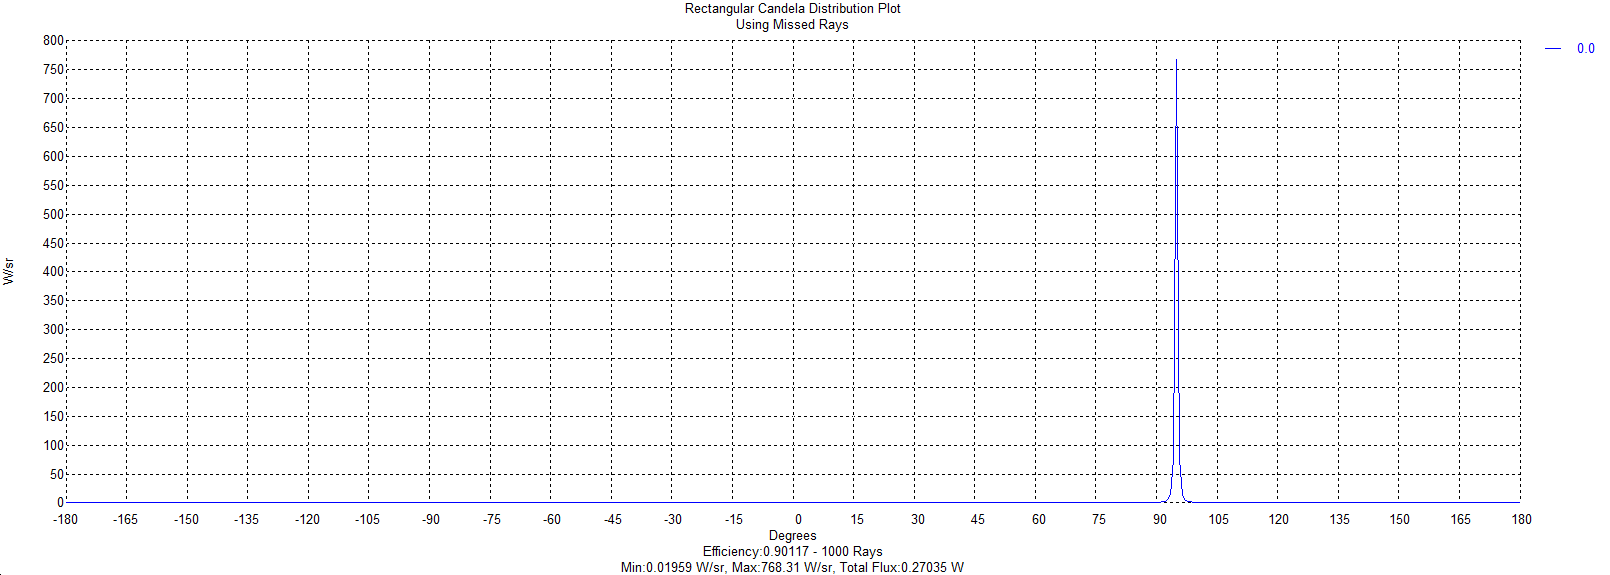 Rectangular Candela Distribution Plot
Using Missed Rays
0.0
800
750
700
650
600
550
500
450
400
350
300
250
200
150
100
50
0
W/sr
-180 -165 -150 -135 -120 -105 -90 -75 -60 -45 -30 -15 0 15 30 45 60 75 90 105 120 135 150 165 180
Degrees
Efficiency:0.90117 - 1000 Rays
Min:0.01959 W/sr, Max:768.31 W/sr, Total Flux:0.27035 W